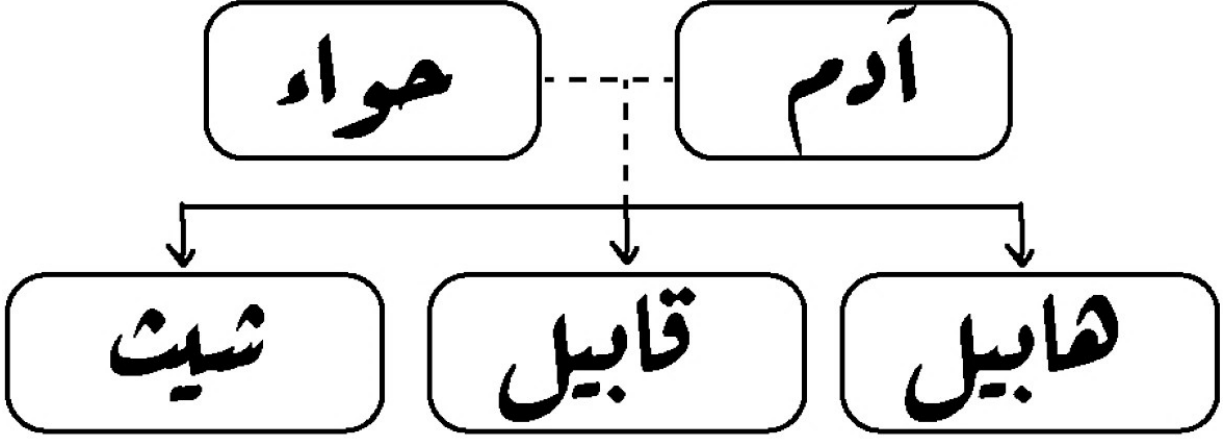 آدم
حواء
هابيل
قابيل
شيث